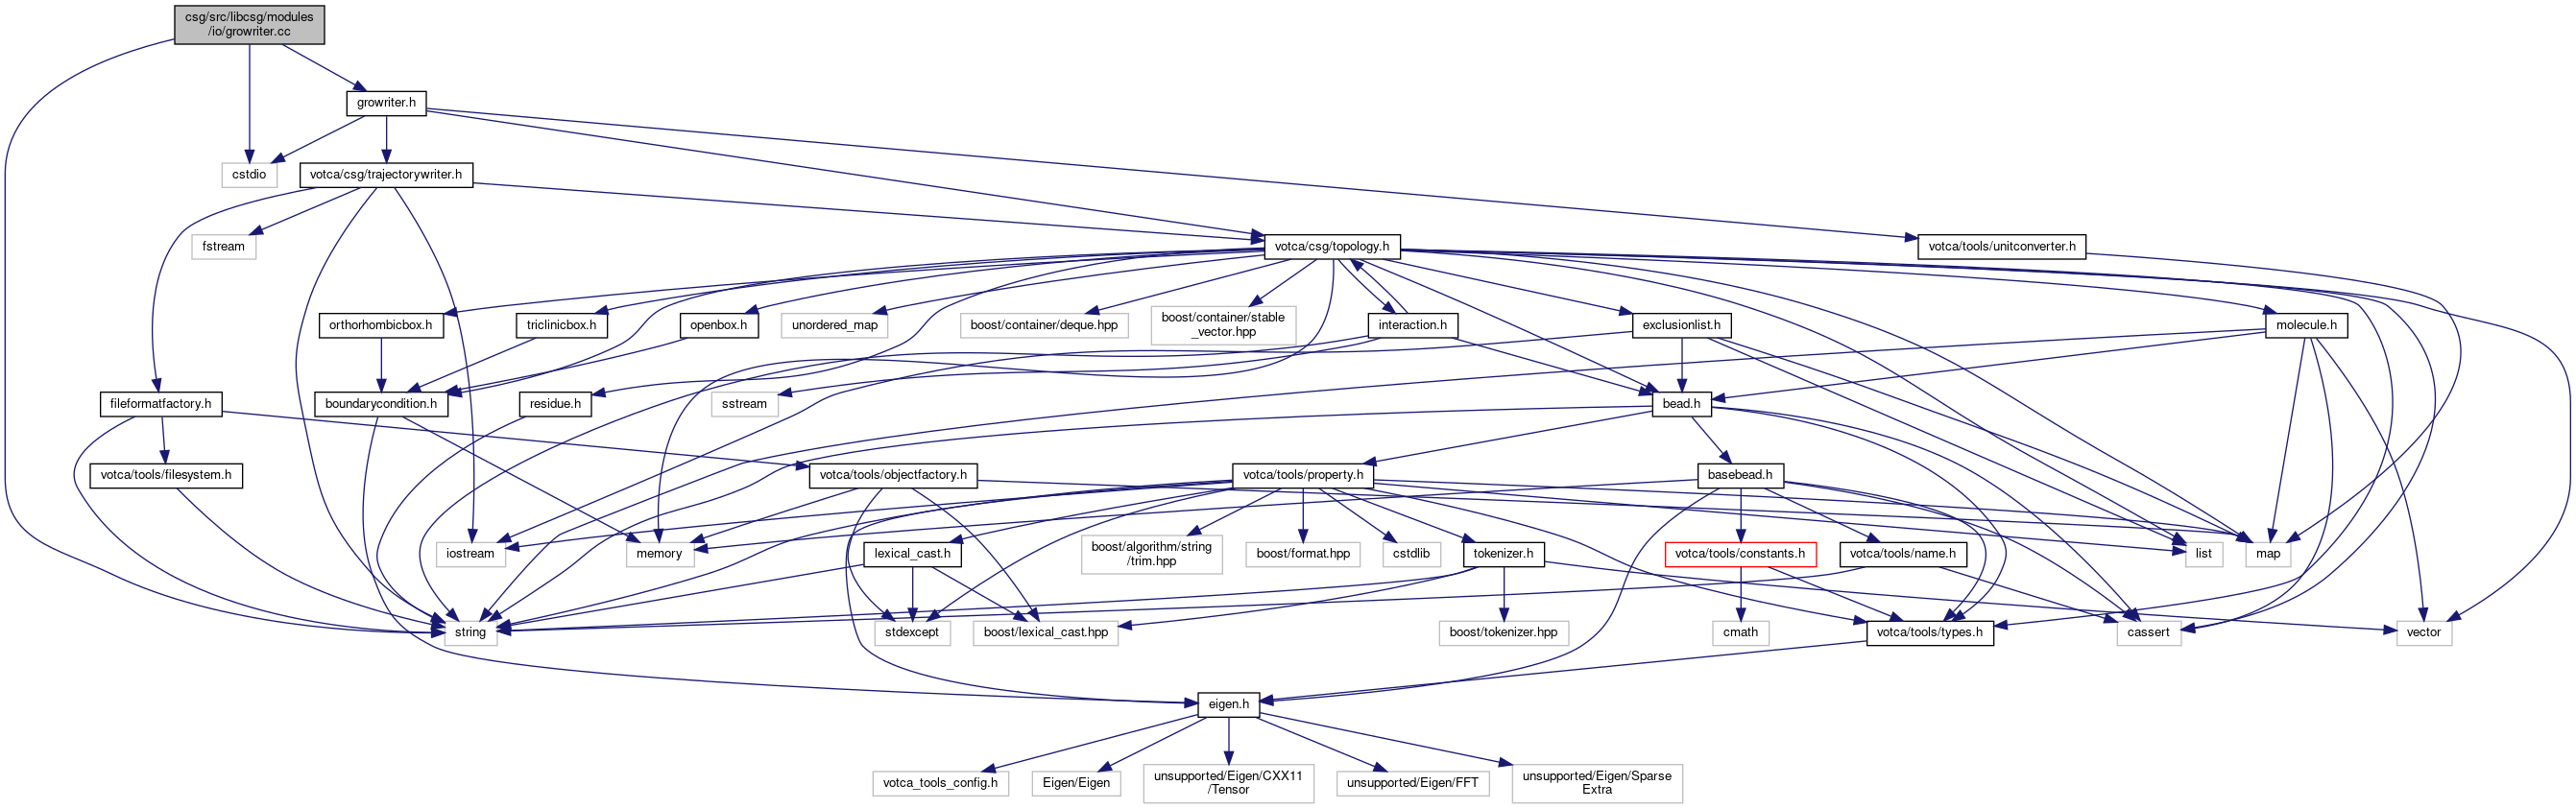 csg/src/libcsg/modules
/io/growriter.cc
growriter.h
cstdio
votca/csg/trajectorywriter.h
fstream
votca/csg/topology.h
votca/tools/unitconverter.h
orthorhombicbox.h
triclinicbox.h
openbox.h
unordered_map
boost/container/deque.hpp
boost/container/stable
_vector.hpp
interaction.h
exclusionlist.h
molecule.h
fileformatfactory.h
boundarycondition.h
residue.h
sstream
bead.h
votca/tools/filesystem.h
votca/tools/objectfactory.h
votca/tools/property.h
basebead.h
iostream
memory
lexical_cast.h
boost/algorithm/string
/trim.hpp
boost/format.hpp
cstdlib
tokenizer.h
votca/tools/constants.h
votca/tools/name.h
list
map
string
stdexcept
boost/lexical_cast.hpp
boost/tokenizer.hpp
cmath
votca/tools/types.h
cassert
vector
eigen.h
votca_tools_config.h
Eigen/Eigen
unsupported/Eigen/CXX11
/Tensor
unsupported/Eigen/FFT
unsupported/Eigen/Sparse
Extra